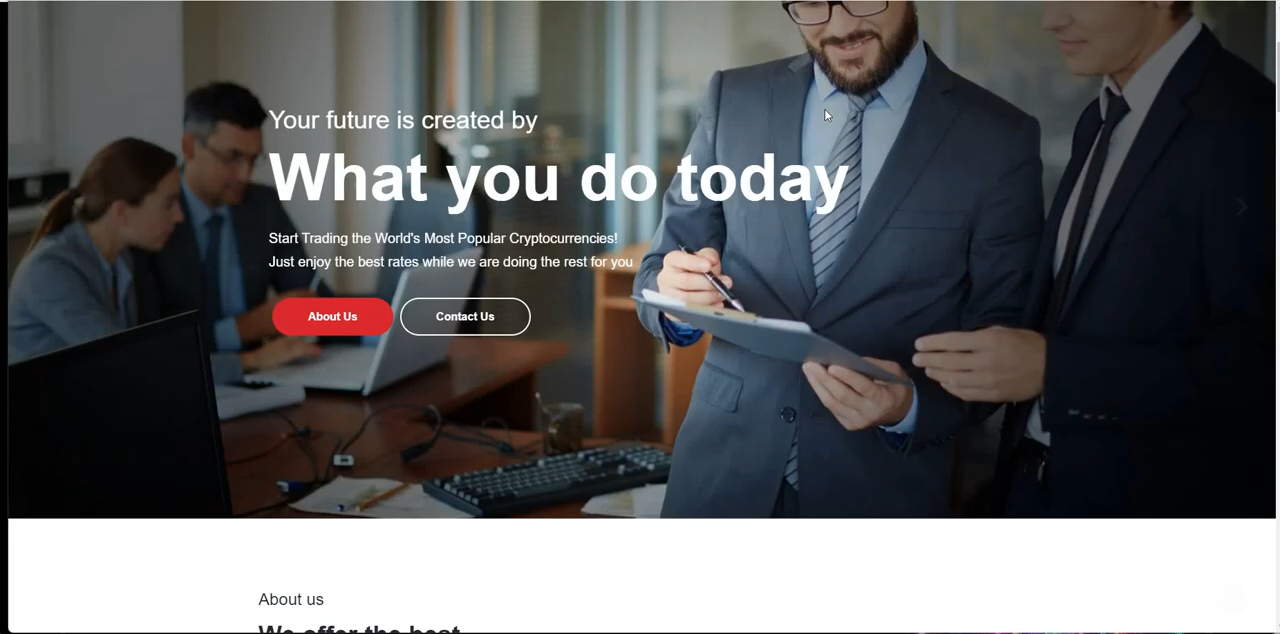 Your future is created by
What you do today
Start Trading the World's Most Popular Cryptocurrencies!
Just enjoy the best rates while we are doing the rest for you
About Us
Contact Us
About us
We offer the best